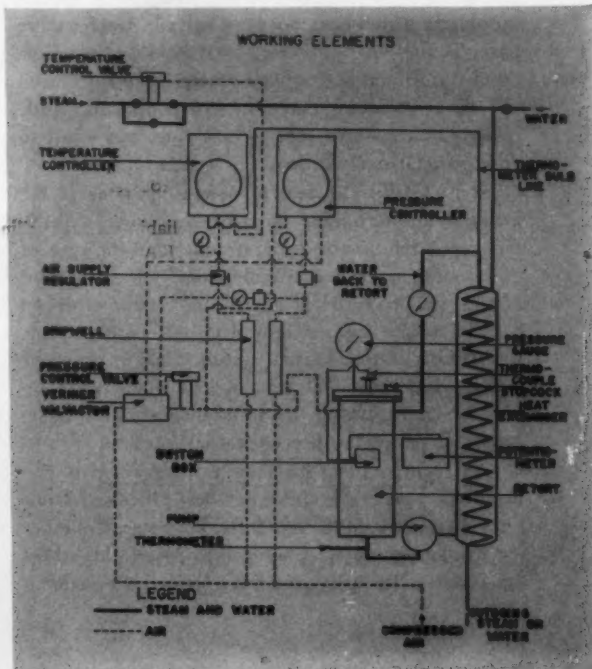 WORKING ELEMENTS
TEMPERATURE
CONTROL VALVE
STEAM
WATER
TEMPERATURE
CONTROLLER
THERMO-
METER BULB
LINE
PRESSURE
CONTROLLER
AIR SUPPLY
REGULATOR
WATER
BACK TO
RETORT
DRIPWELL
PRESSURE
GAUGE
PRESSURE
CONTROL VALVE
THERMO-
COUPLE
STOPCOCK
HEAT
EXCHANGER
VERNIER
VALVACTOR
SWITCH
BOX
METER
RETORT
PUMP
THERMOMETER
LEGEND
STEAM AND WATER
AIR
COMPRESSED
AIR
OUTGOING
STEAM OR
WATER